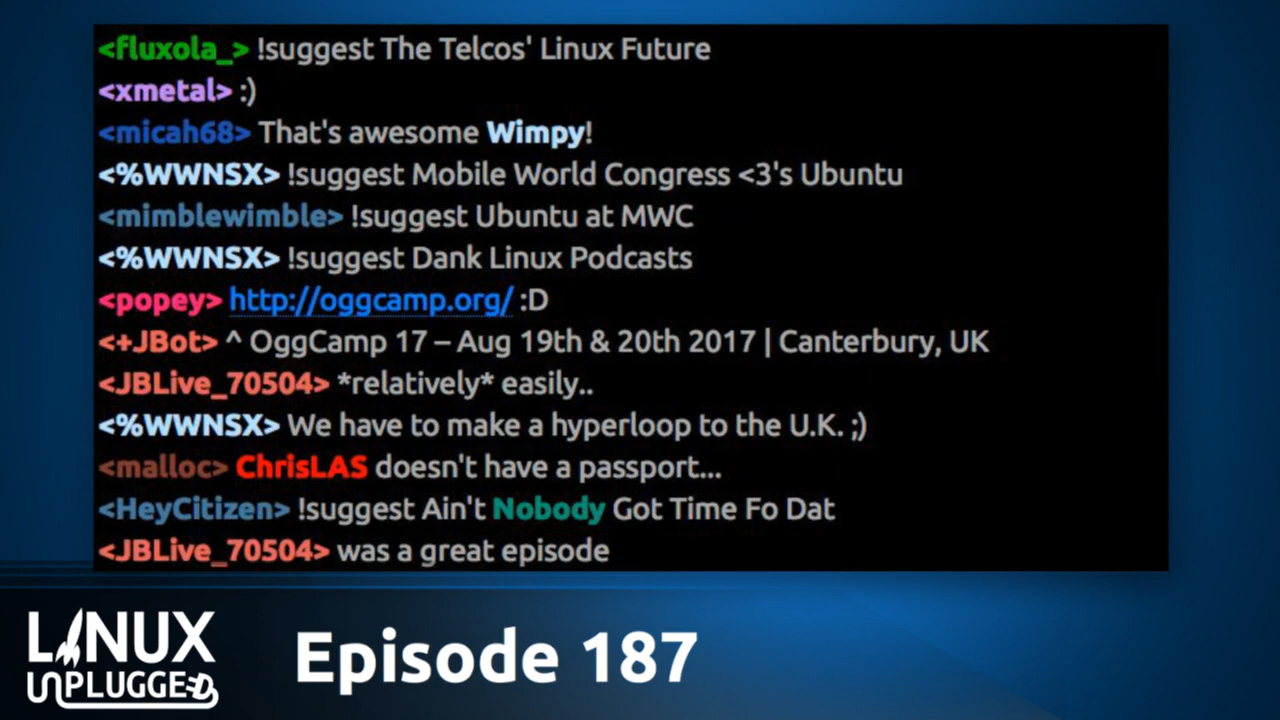 <fluxola_> !suggest The Telcos' Linux Future
<xmetal> :)
<micah68> That's awesome Wimpy!
<%WWNSX> !suggest Mobile World Congress <3's Ubuntu
<mimblewimble> !suggest Ubuntu at MWC
<%WWNSX> !suggest Dank Linux Podcasts
<popey> http://oggcamp.org/ :D
<+JBot> ^ OggCamp 17 – Aug 19th & 20th 2017 | Canterbury, UK
<JBLive_70504> *relatively* easily..
<%WWNSX> We have to make a hyperloop to the U.K. ;)
<malloc> ChrisLAS doesn't have a passport...
<HeyCitizen> !suggest Ain't Nobody Got Time Fo Dat
<JBLive_70504> was a great episode
LINUX
UNPLUGGED
Episode 187